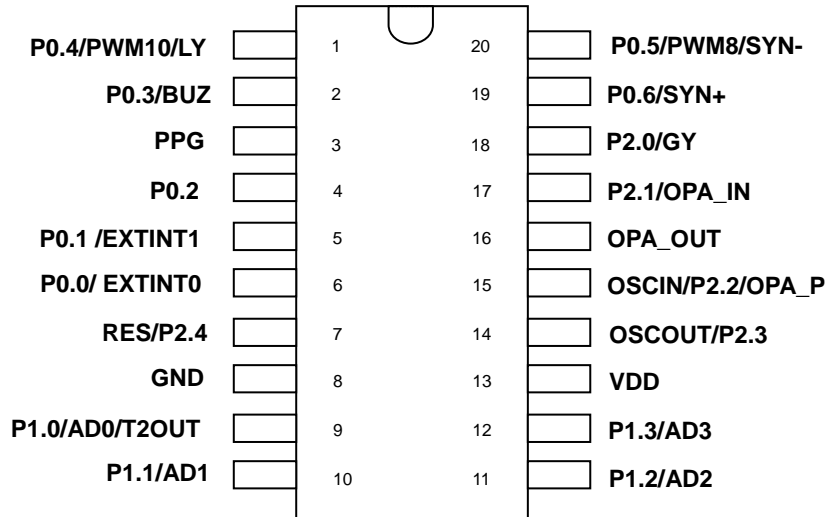 P0.4/PWM10/LY 1 20 P0.5/PWM8/SYN-
P0.3/BUZ 2 19 P0.6/SYN+
PPG 3 18 P2.0/GY
P0.2 4 17 P2.1/OPA_IN
P0.1 /EXTINT1 5 16 OPA_OUT
P0.0/ EXTINT0 6 15 OSCIN/P2.2/OPA_P
RES/P2.4 7 14 OSCOUT/P2.3
GND 8 13 VDD
P1.0/AD0/T2OUT 9 12 P1.3/AD3
P1.1/AD1 10 11 P1.2/AD2